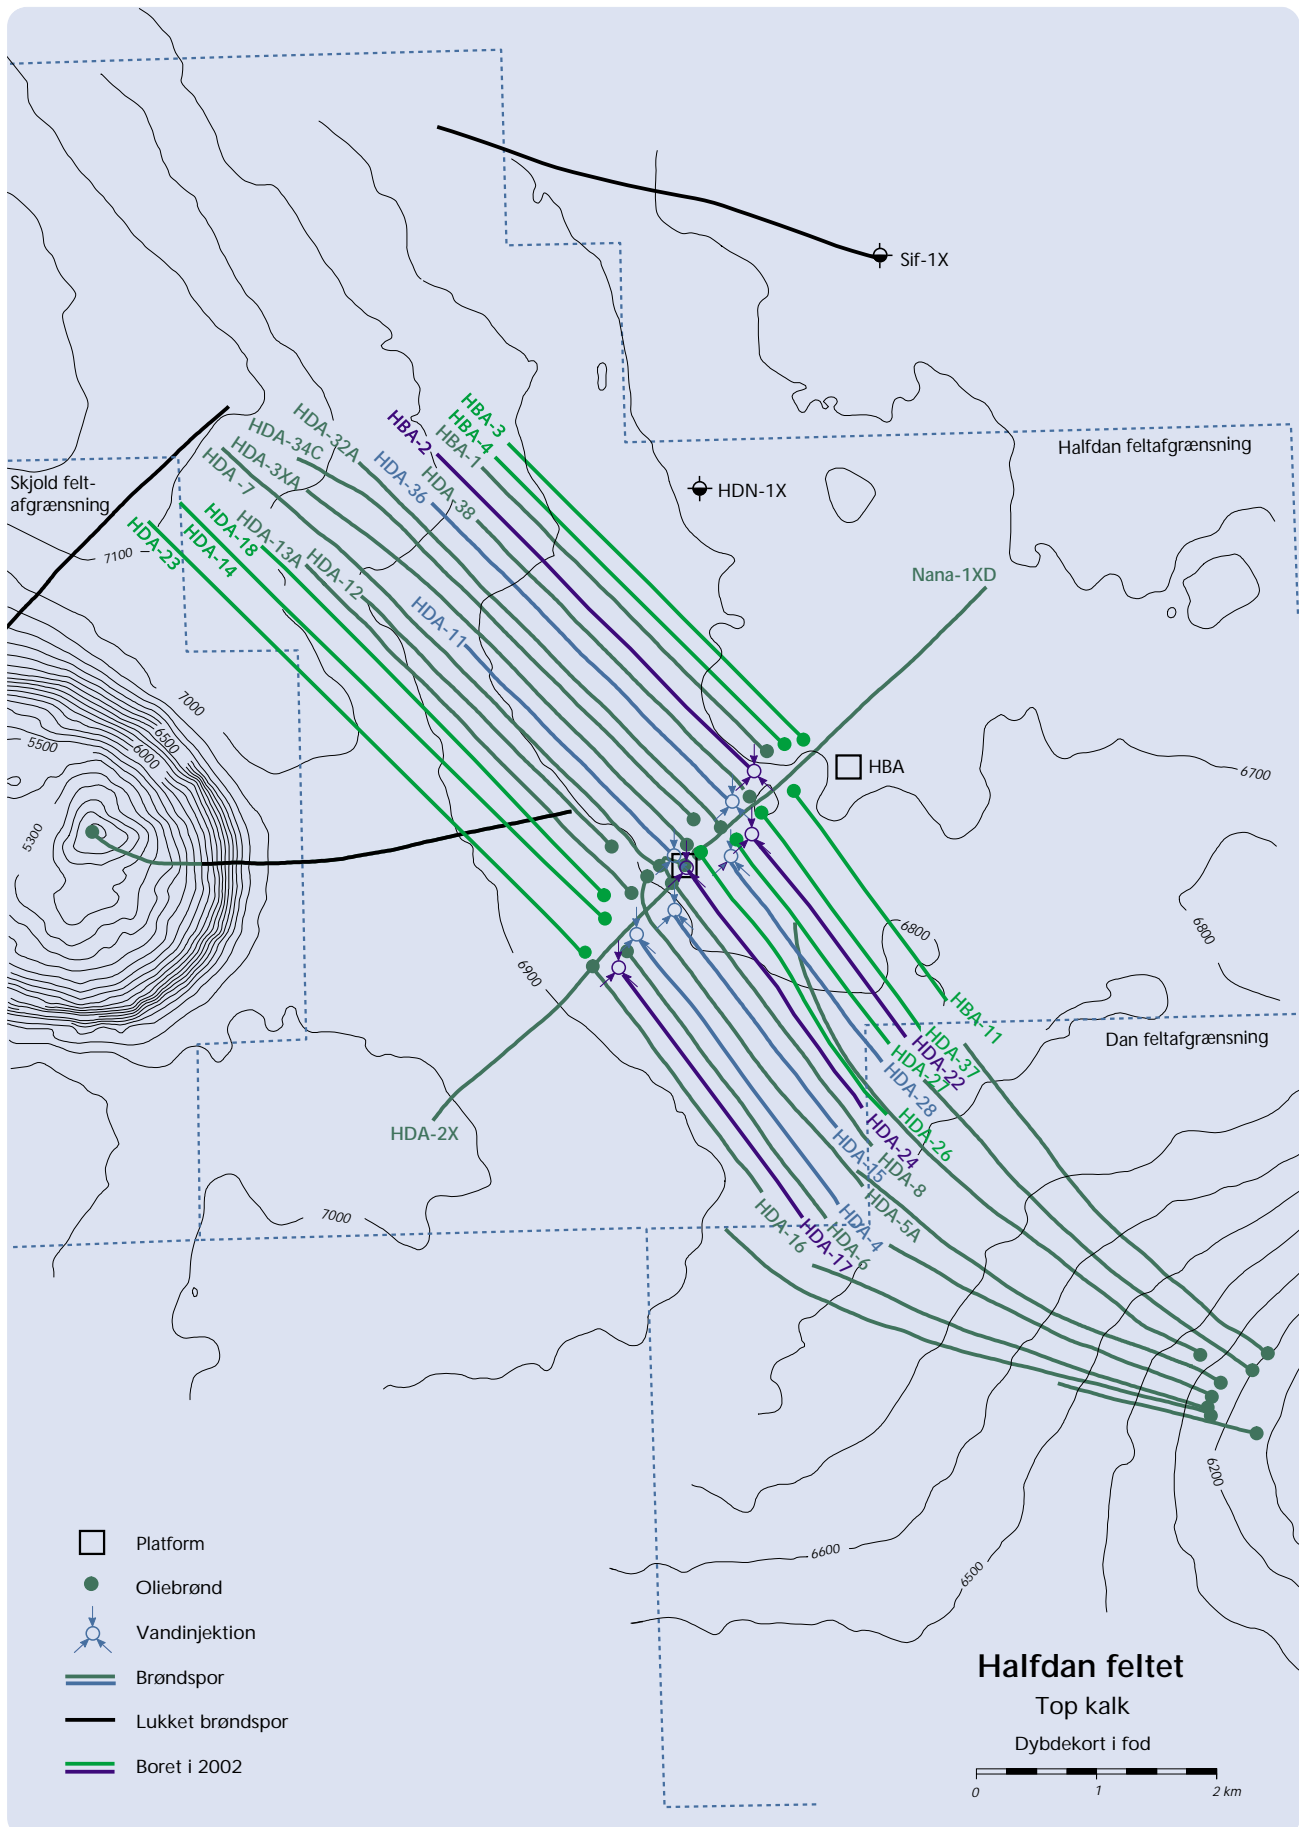 Sif-1X
HBA-3
HBA-4
HBA-1
HBA-2
HDA-32A
HDA-34C
HDA-3XA
HDA -7
HDA-36
HDA-38
Halfdan feltafgrænsning
Skjold felt-
afgrænsning
HDN-1X
HDA-18
HDA-13A
HDA-14
HDA-23
HDA-12
7100
Nana-1XD
HDA-11
7000
6500
6000
5500
5300
HBA
6700
6800
6800
6900
HBA-11
HDA-37
HDA-22
HDA-27
HDA-28
Dan feltafgrænsning
HDA-26
HDA-24
HDA-2X
HDA-15
HDA-8
HDA-5A
HDA-4
HDA-6
HDA-17
HDA-16
7000
6200
6600
6500
Platform
Oliebrønd
Vandinjektion
Brøndspor
Lukket brøndspor
Boret i 2002
Halfdan feltet
Top kalk
Dybdekort i fod
0 1 2 km